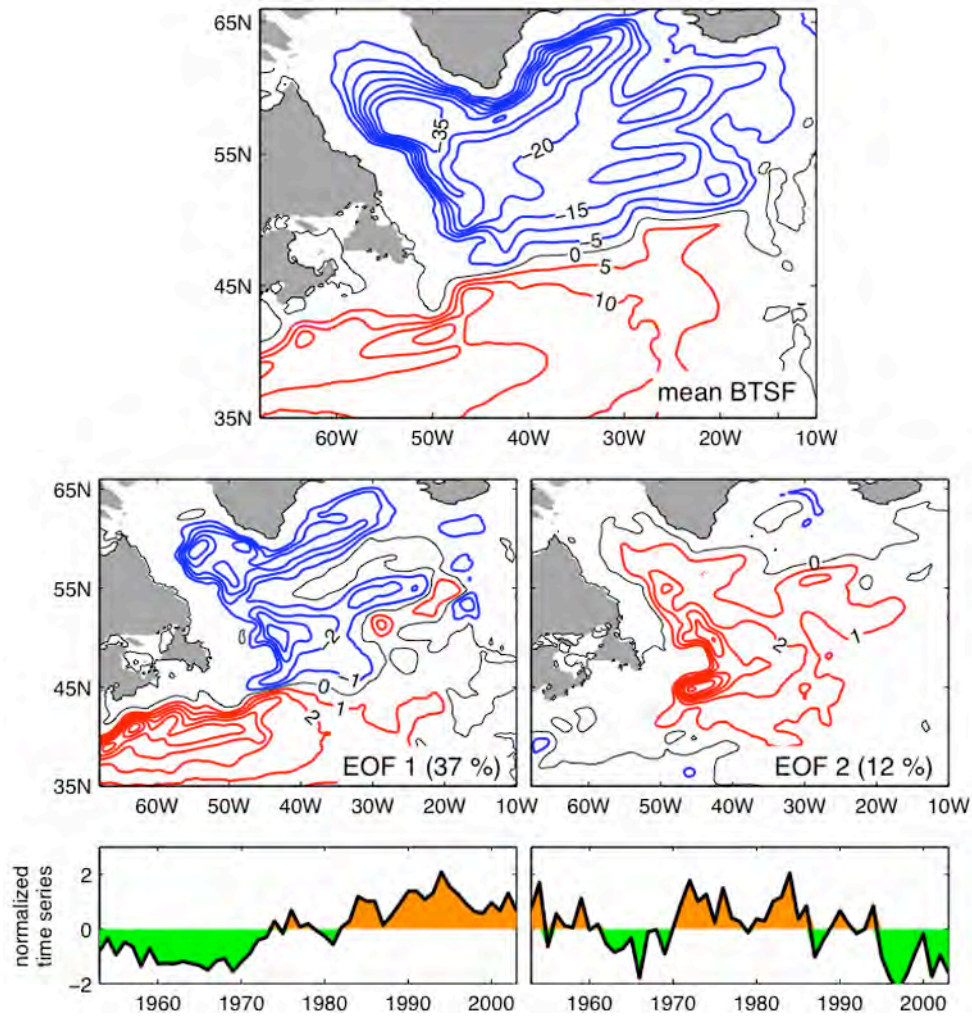 65N
55N
45N
35N
−35
−20
−15
−5
0
5
10
mean BTSF
60W 50W 40W 30W 20W 10W
65N
55N
45N
35N
−2
−1
0
1
2
EOF 1 (37 %)
60W 50W 40W 30W 20W 10W
0
2
1
EOF 2 (12 %)
60W 50W 40W 30W 20W 10W
normalized
time series
2
0
−2
1960 1970 1980 1990 2000
1960 1970 1980 1990 2000